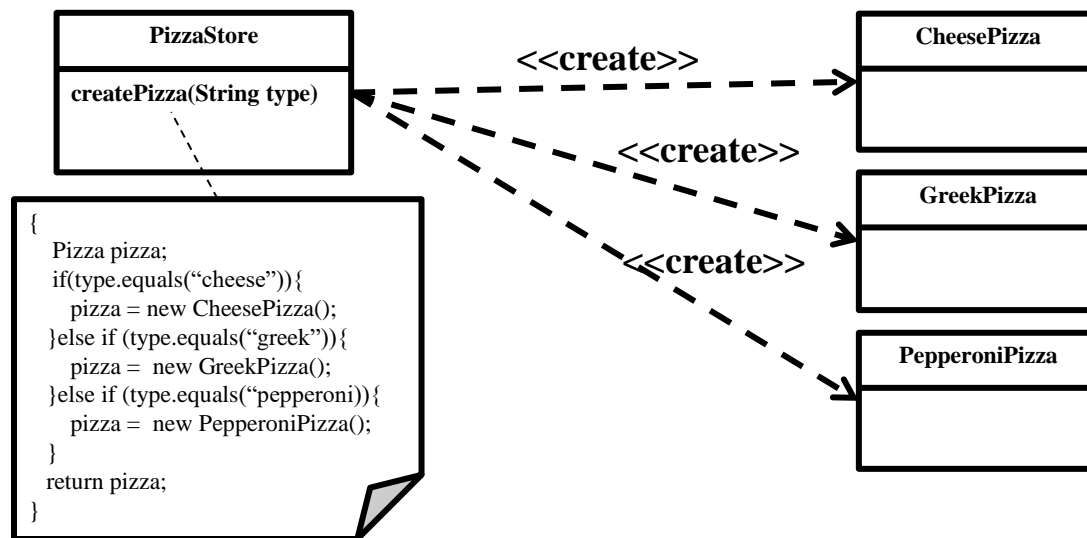 PizzaStore
createPizza(String type)
{
Pizza pizza;
if(type.equals(“cheese”)){
pizza = new CheesePizza();
}else if (type.equals(“greek”)){
pizza = new GreekPizza();
}else if (type.equals(“pepperoni)){
pizza = new PepperoniPizza();
}
return pizza;
}
<<create>>
<<create>>
<<create>>
CheesePizza
GreekPizza
PepperoniPizza